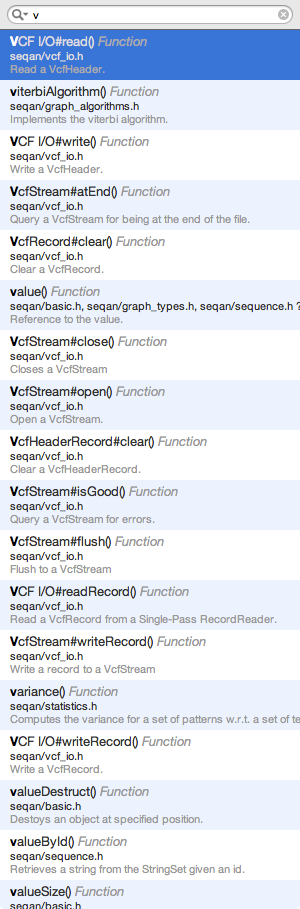 v
VCF I/O#read() Function
seqan/vcf_io.h
Read a VcfHeader.
viterbiAlgorithm() Function
seqan/graph_algorithms.h
Implements the viterbi algorithm.
VCF I/O#write() Function
seqan/vcf_io.h
Write a VcfHeader.
VcfStream#atEnd() Function
seqan/vcf_io.h
Query a VcfStream for being at the end of the file.
VcfRecord#clear() Function
seqan/vcf_io.h
Clear a VcfRecord.
value() Function
seqan/basic.h, seqan/graph_types.h, seqan/sequence.h ?
Reference to the value.
VcfStream#close() Function
seqan/vcf_io.h
Closes a VcfStream
VcfStream#open() Function
seqan/vcf_io.h
Open a VcfStream.
VcfHeaderRecord#clear() Function
seqan/vcf_io.h
Clear a VcfHeaderRecord.
VcfStream#isGood() Function
seqan/vcf_io.h
Query a VcfStream for errors.
VcfStream#flush() Function
seqan/vcf_io.h
Flush to a VcfStream
VCF I/O#readRecord() Function
seqan/vcf_io.h
Read a VcfRecord from a Single-Pass RecordReader.
VcfStream#writeRecord() Function
seqan/vcf_io.h
Write a record to a VcfStream
variance() Function
seqan/statistics.h
Computes the variance for a set of patterns w.r.t. a set of te
VCF I/O#writeRecord() Function
seqan/vcf_io.h
Write a VcfRecord.
valueDestruct() Function
seqan/basic.h
Destoys an object at specified position.
valueById() Function
seqan/sequence.h
Retrieves a string from the StringSet given an id.
valueSize() Function
seqan/basic.h